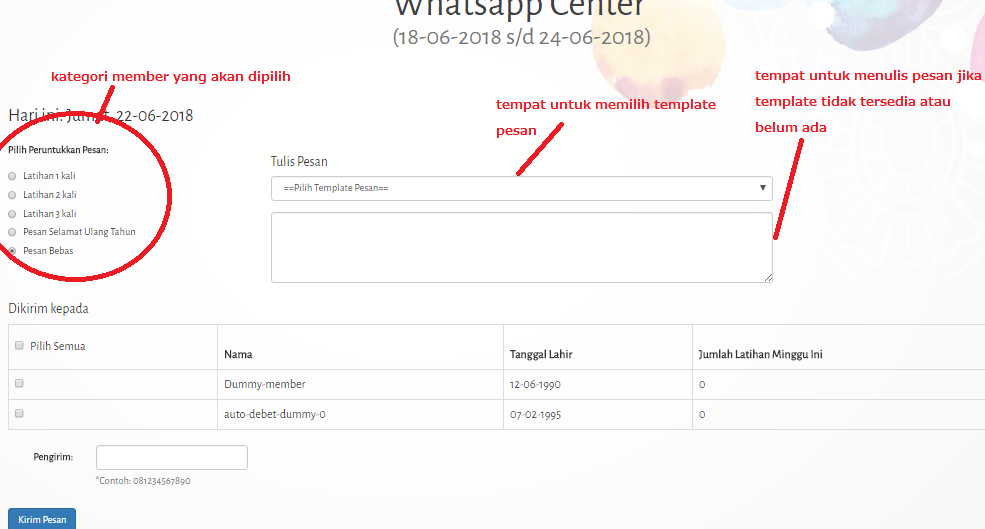 Whatsapp Center
(18-06-2018 s/d 24-06-2018)
kategori member yang akan dipilih
tempat untuk menulis pesan jika
template tidak tersedia atau
belum ada
tempat untuk memilih template
pesan
Hari ini: Jumat, 22-06-2018
Pilih Peruntukkan Pesan:
Latihan 1 kali
Latihan 2 kali
Latihan 3 kali
Pesan Selamat Ulang Tahun
Pesan Bebas
Tulis Pesan
==Pilih Template Pesan==
Dikirim kepada
Pilih Semua
Nama
Tanggal Lahir
Jumlah Latihan Minggu Ini
Dummy-member
12-06-1990
0
auto-debet-dummy-0
07-02-1995
0
Pengirim:
*Contoh: 081234567890
Kirim Pesan